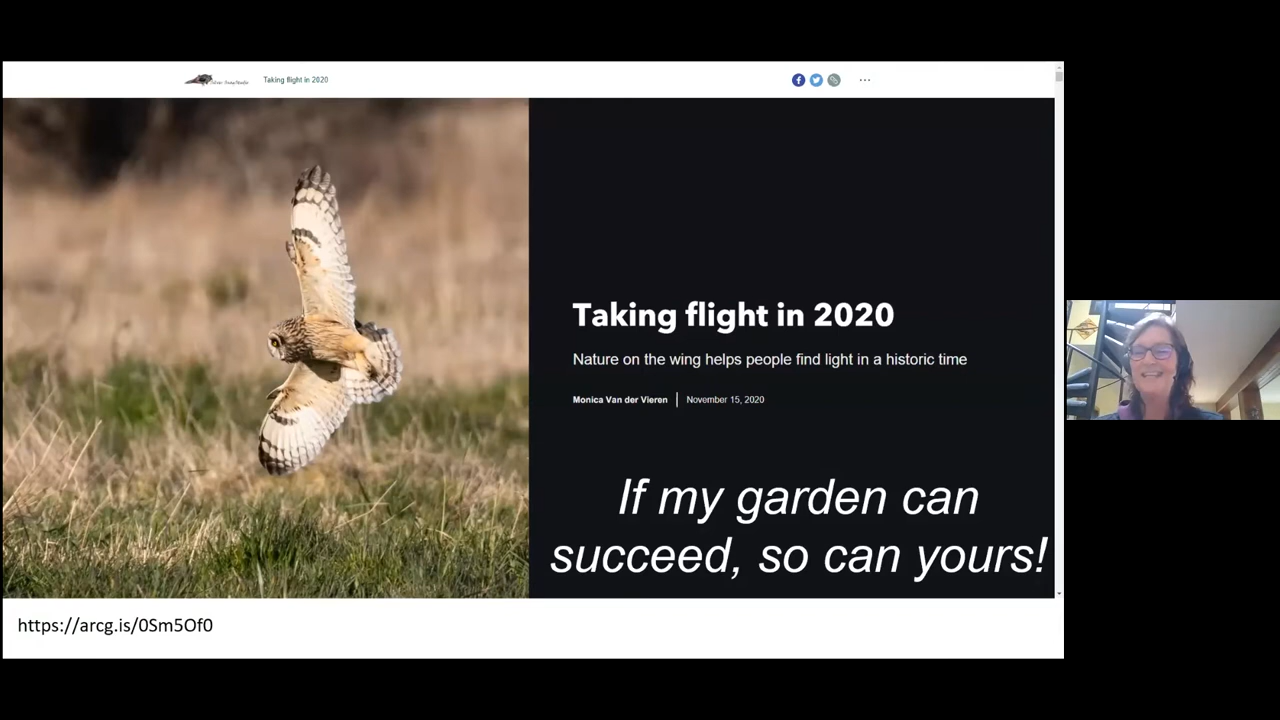 Taking flight in 2020
Taking flight in 2020
Nature on the wing helps people find light in a historic time
Monica Van der Vieren | November 15, 2020
If my garden can
succeed, so can yours!
https://arcg.is/0Sm5Of0